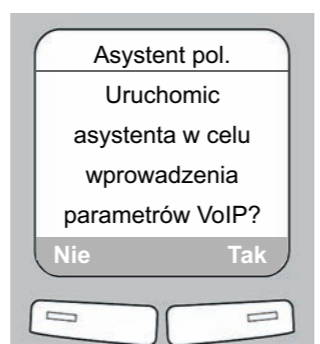 Asystent pol.
Uruchomic
asystenta w celu
wprowadzenia
parametrów VoIP?
Nie Tak